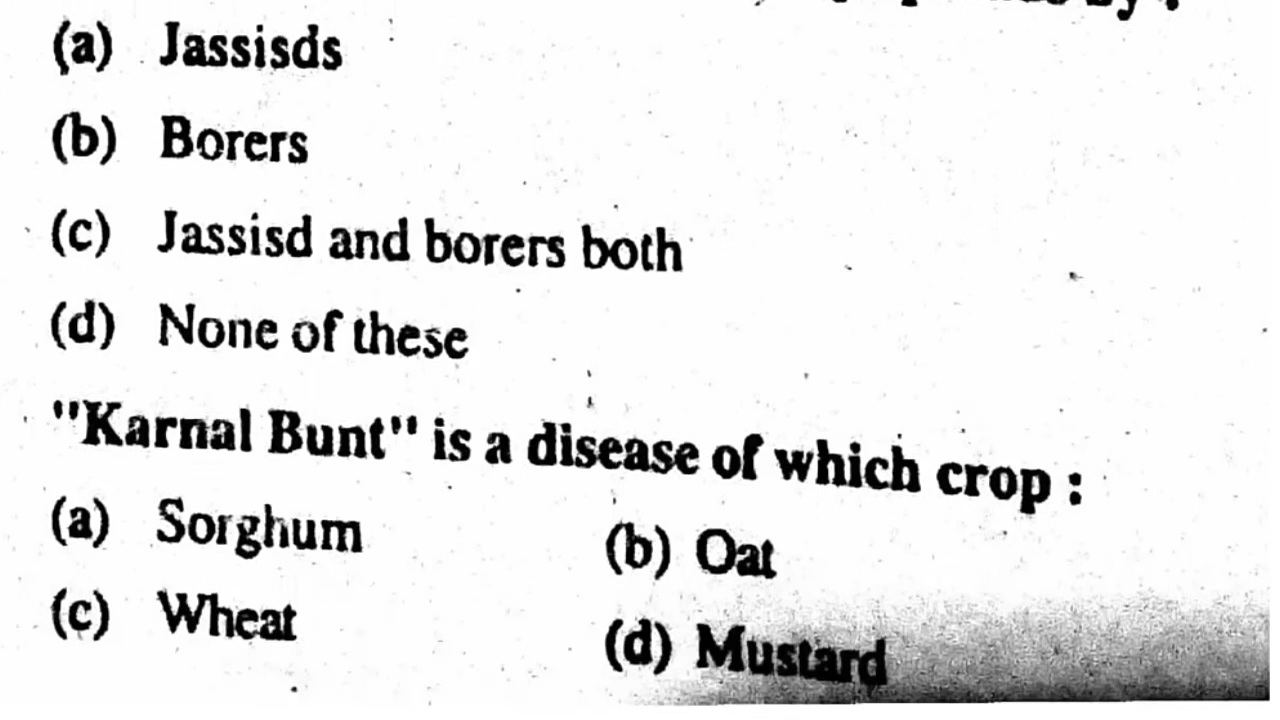 by :
(a) Jassisds
(b) Borers
(c) Jassisd and borers both
(d) None of these
"Karnal Bunt" is a disease of which crop :
(a) Sorghum (b) Oat
(c) Wheat (d) Mustard